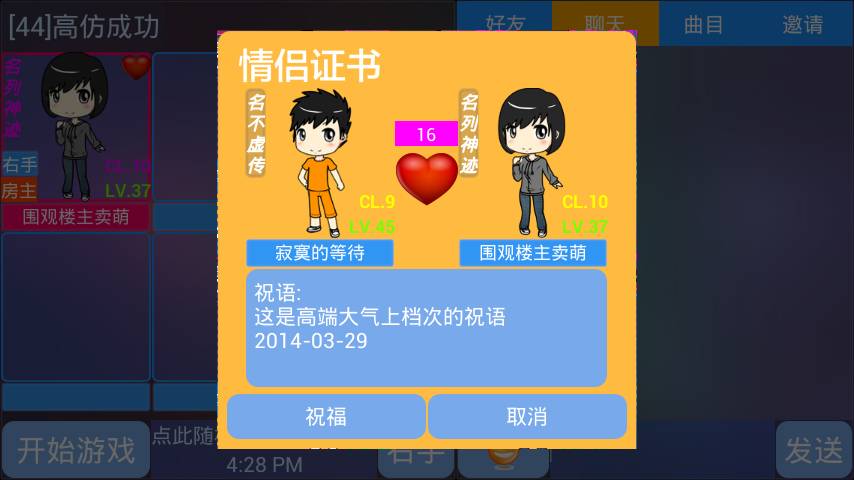 [44]高仿成功
好友
聊天
曲目
邀请
名列神迹
右手
房主
CL.10
LV.37
围观楼主卖萌
情侣证书
名不虚传
16
名列神迹
CL.9
LV.45
CL.10
LV.37
寂寞的等待
围观楼主卖萌
祝语:
这是高端大气上档次的祝语
2014-03-29
祝福
取消
开始游戏
点此随
4:28 PM
右手
发送